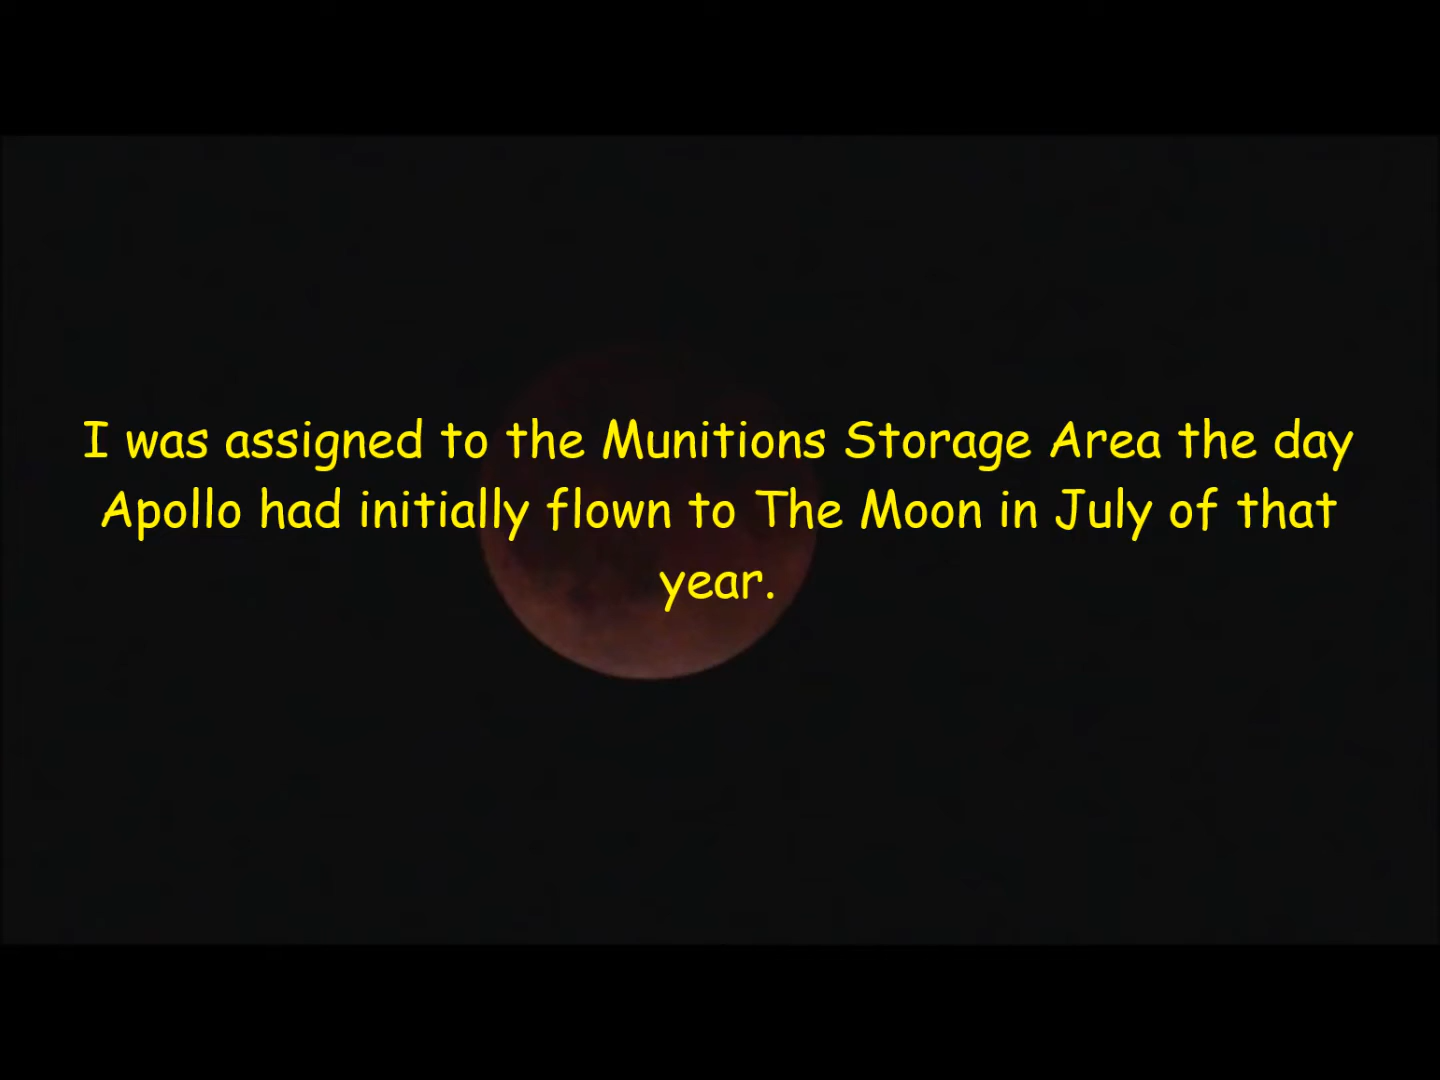 I was assigned to the Munitions Storage Area the day
Apollo had initially flown to The Moon in July of that
year.